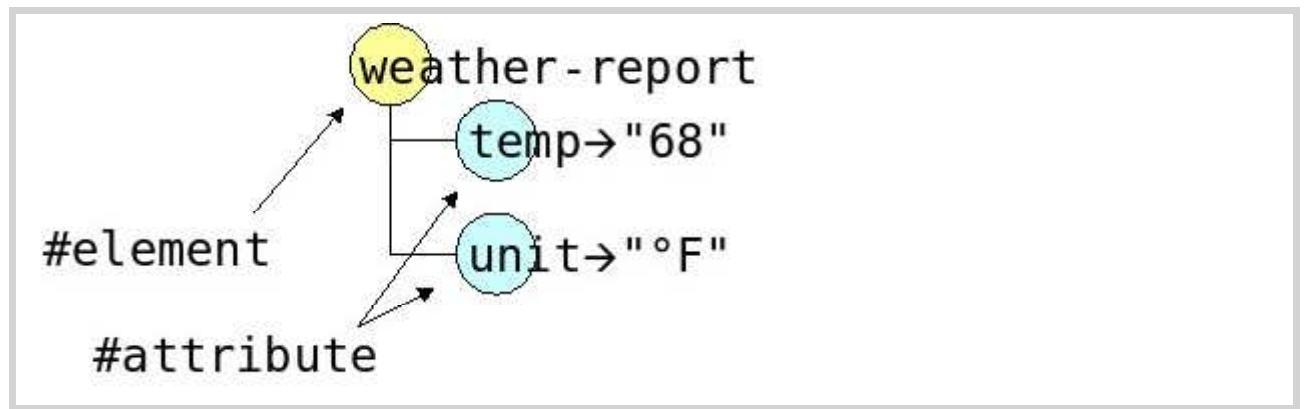 weather-report
temp→"68"
unit→"°F"
#element
#attribute